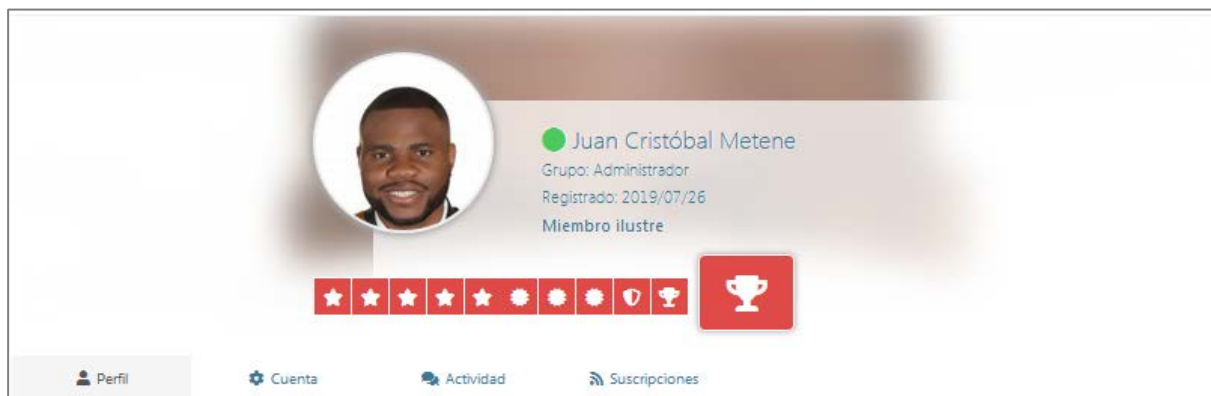 Juan Cristóbal Metene
Grupo: Administrador
Registrado: 2019/07/26
Miembro ilustre
Perfil Cuenta Actividad Suscripciones